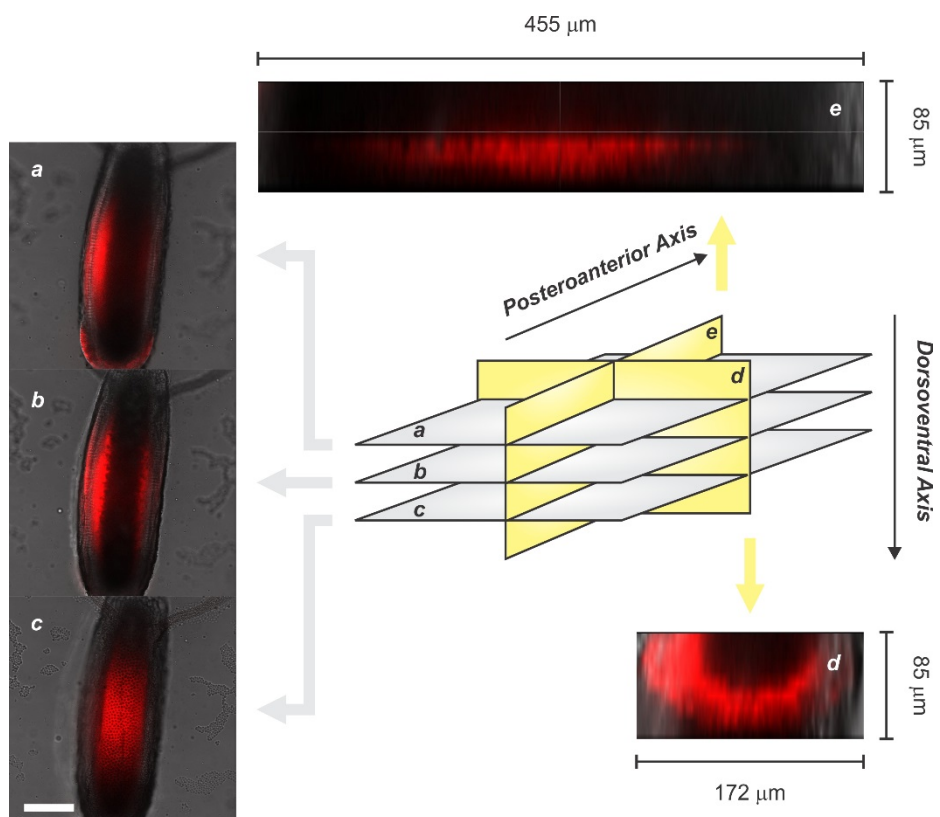 455 μm
e
85 μm
a
Posteroanterior Axis
e
d
b
a
b
c
Dorsoventral Axis
c
d
85 μm
172 μm